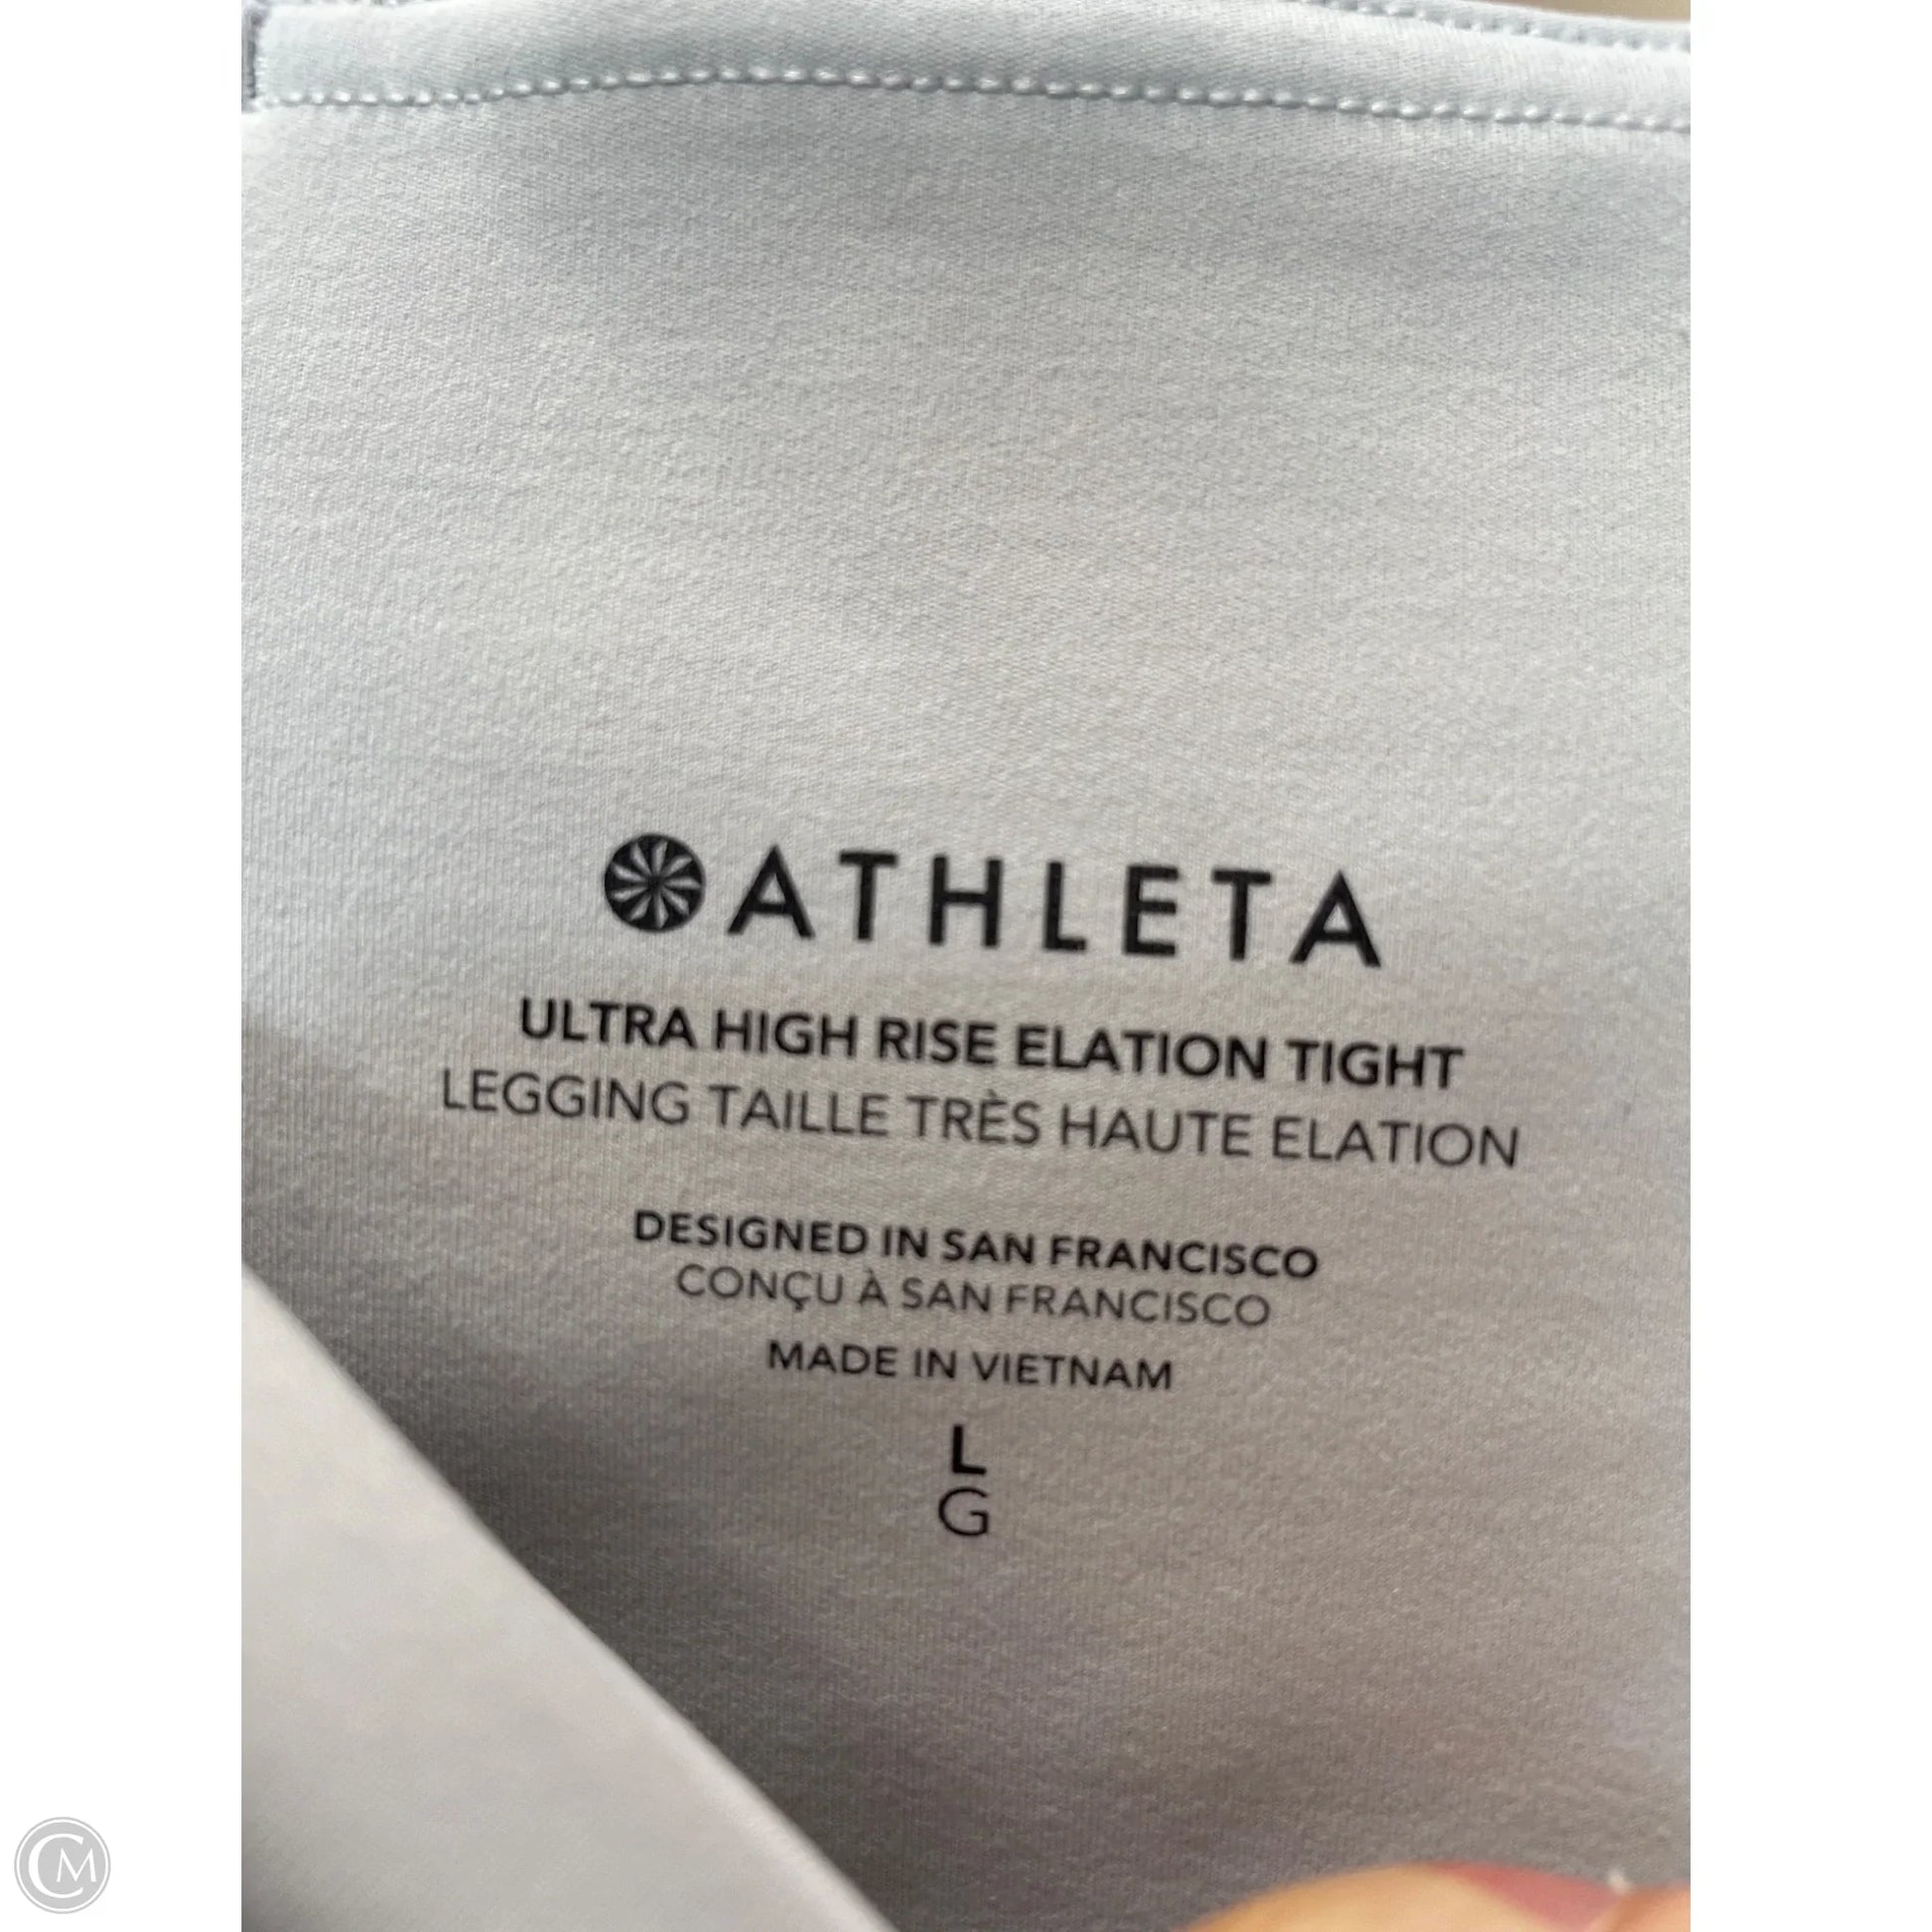 ATHLETA
ULTRA HIGH RISE ELATION TIGHT
LEGGING TAILLE TRÈS HAUTE ELATION
DESIGNED IN SAN FRANCISCO
CONÇU À SAN FRANCISCO
MADE IN VIETNAM
L
G
CM